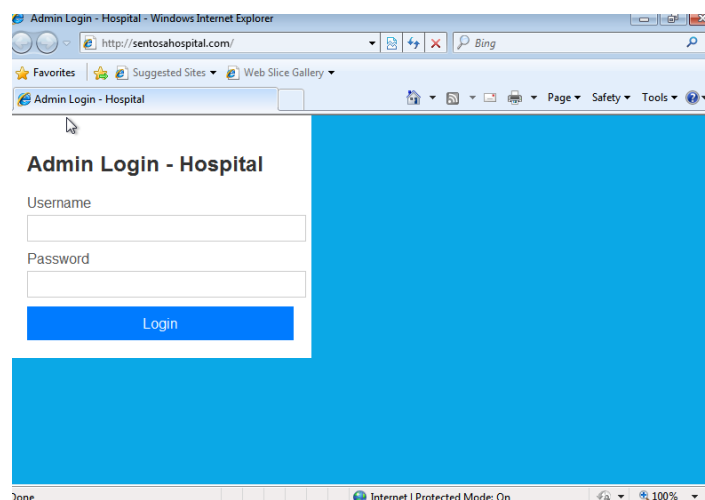 Admin Login - Hospital - Windows Internet Explorer
http://sentosahospital.com/
Bing
Favorites Suggested Sites Web Slice Gallery
Admin Login - Hospital Page Safety Tools
Admin Login - Hospital
Username
Password
Login
Done Internet | Protected Mode: On 100%